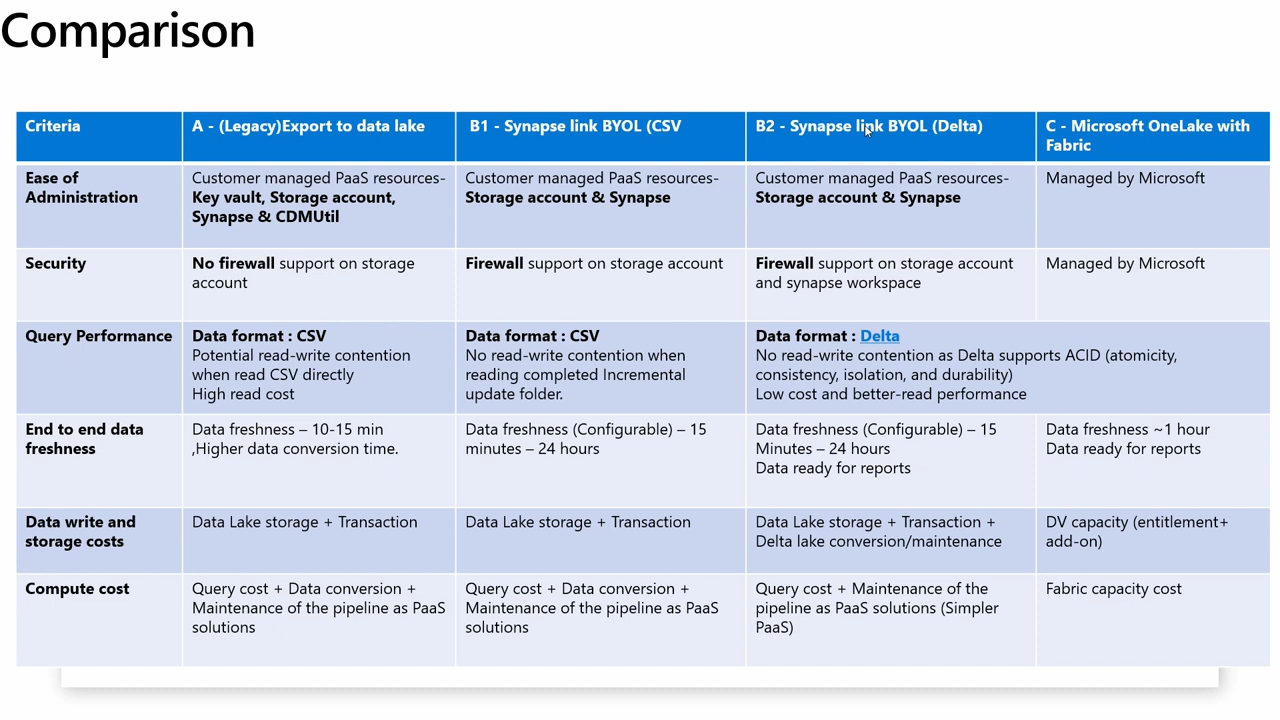 Comparison
Criteria
A - (Legacy)Export to data lake
B1 - Synapse link BYOL (CSV
B2 - Synapse link BYOL (Delta)
C - Microsoft OneLake with
Fabric
Ease of
Administration
Customer managed PaaS resources-
Key vault, Storage account,
Synapse & CDMUtil
Customer managed PaaS resources-
Storage account & Synapse
Customer managed PaaS resources-
Storage account & Synapse
Managed by Microsoft
Security
No firewall support on storage
account
Firewall support on storage account
Firewall support on storage account
and synapse workspace
Managed by Microsoft
Query Performance
Data format : CSV
Potential read-write contention
when read CSV directly
High read cost
Data format : CSV
No read-write contention when
reading completed Incremental
update folder.
Data format : Delta
No read-write contention as Delta supports ACID (atomicity,
consistency, isolation, and durability)
Low cost and better-read performance
End to end data
freshness
Data freshness – 10-15 min
,Higher data conversion time.
Data freshness (Configurable) – 15
minutes – 24 hours
Data freshness (Configurable) – 15
Minutes – 24 hours
Data ready for reports
Data freshness ~1 hour
Data ready for reports
Data write and
storage costs
Data Lake storage + Transaction
Data Lake storage + Transaction
Data Lake storage + Transaction +
Delta lake conversion/maintenance
DV capacity (entitlement+
add-on)
Compute cost
Query cost + Data conversion +
Maintenance of the pipeline as PaaS
solutions
Query cost + Data conversion +
Maintenance of the pipeline as PaaS
solutions
Query cost + Maintenance of the
pipeline as PaaS solutions (Simpler
PaaS)
Fabric capacity cost